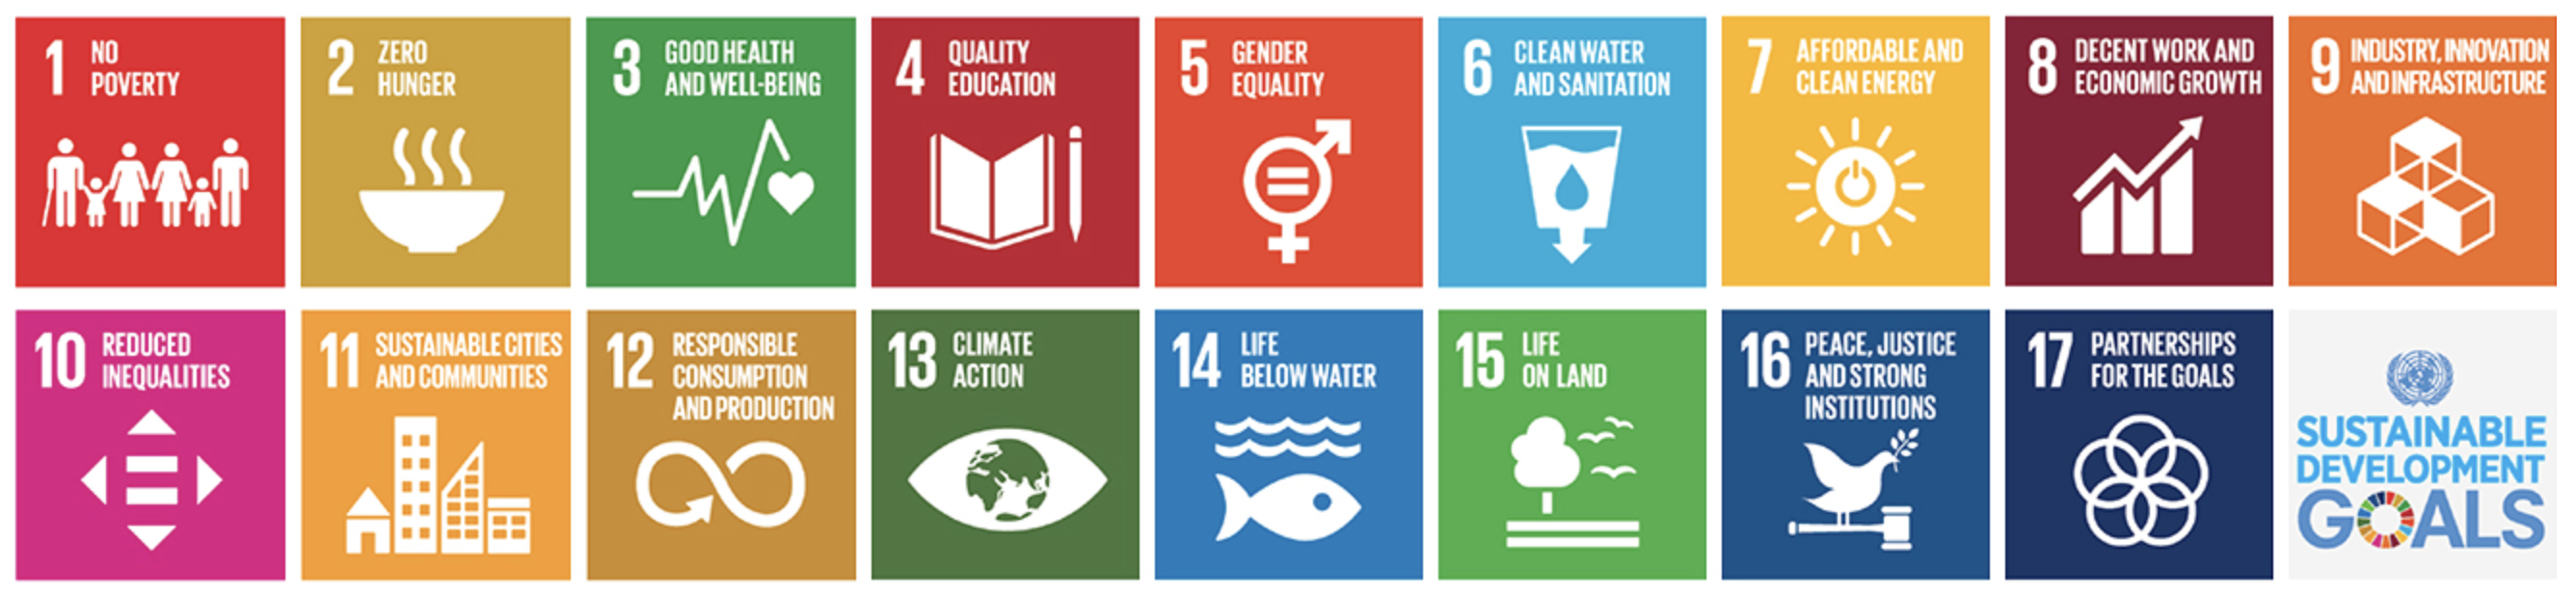 1 NO
POVERTY
2 ZERO
HUNGER
3 GOOD HEALTH
AND WELL-BEING
4 QUALITY
EDUCATION
5 GENDER
EQUALITY
6 CLEAN WATER
AND SANITATION
7 AFFORDABLE AND
CLEAN ENERGY
8 DECENT WORK AND
ECONOMIC GROWTH
9 INDUSTRY, INNOVATION
AND INFRASTRUCTURE
10 REDUCED
INEQUALITIES
11 SUSTAINABLE CITIES
AND COMMUNITIES
12 RESPONSIBLE
CONSUMPTION
AND PRODUCTION
13 CLIMATE
ACTION
14 LIFE
BELOW WATER
15 LIFE
ON LAND
16 PEACE, JUSTICE
AND STRONG
INSTITUTIONS
17 PARTNERSHIPS
FOR THE GOALS
SUSTAINABLE
DEVELOPMENT
GOALS